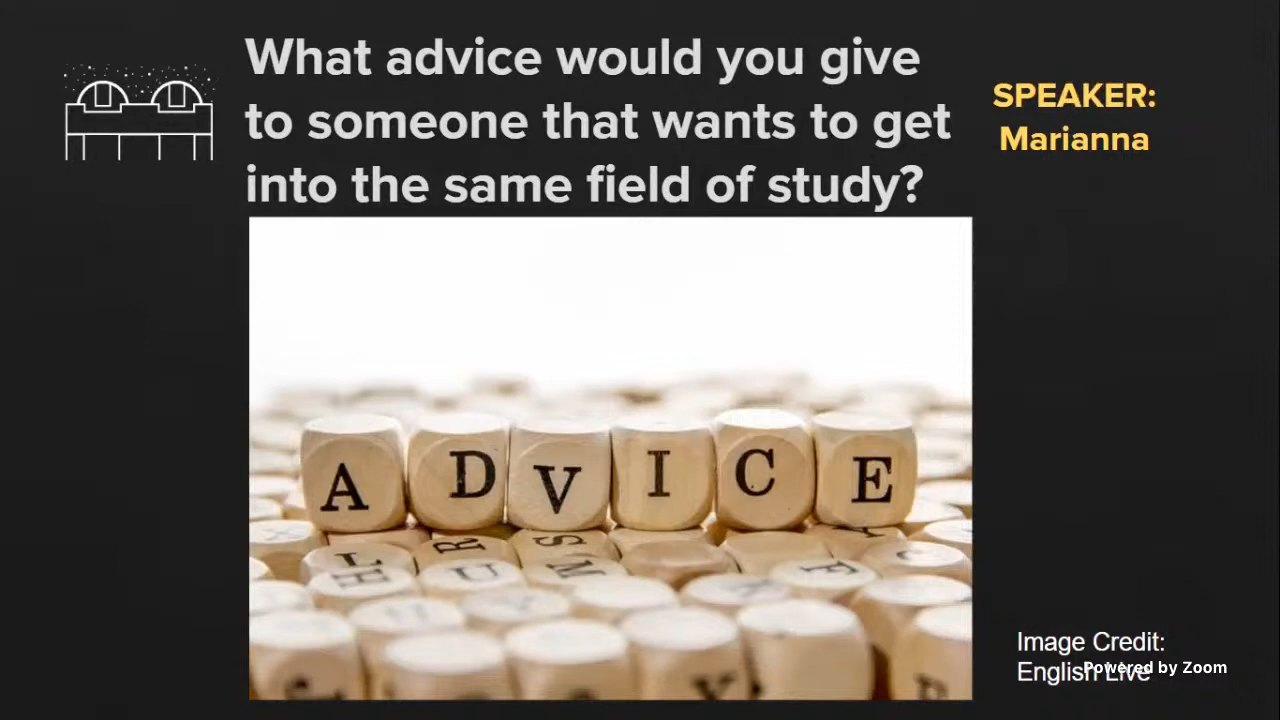 What advice would you give
to someone that wants to get
into the same field of study?
SPEAKER:
Marianna
A D V I C E
L R S
H U N F
Image Credit:
English Live
Powered by Zoom